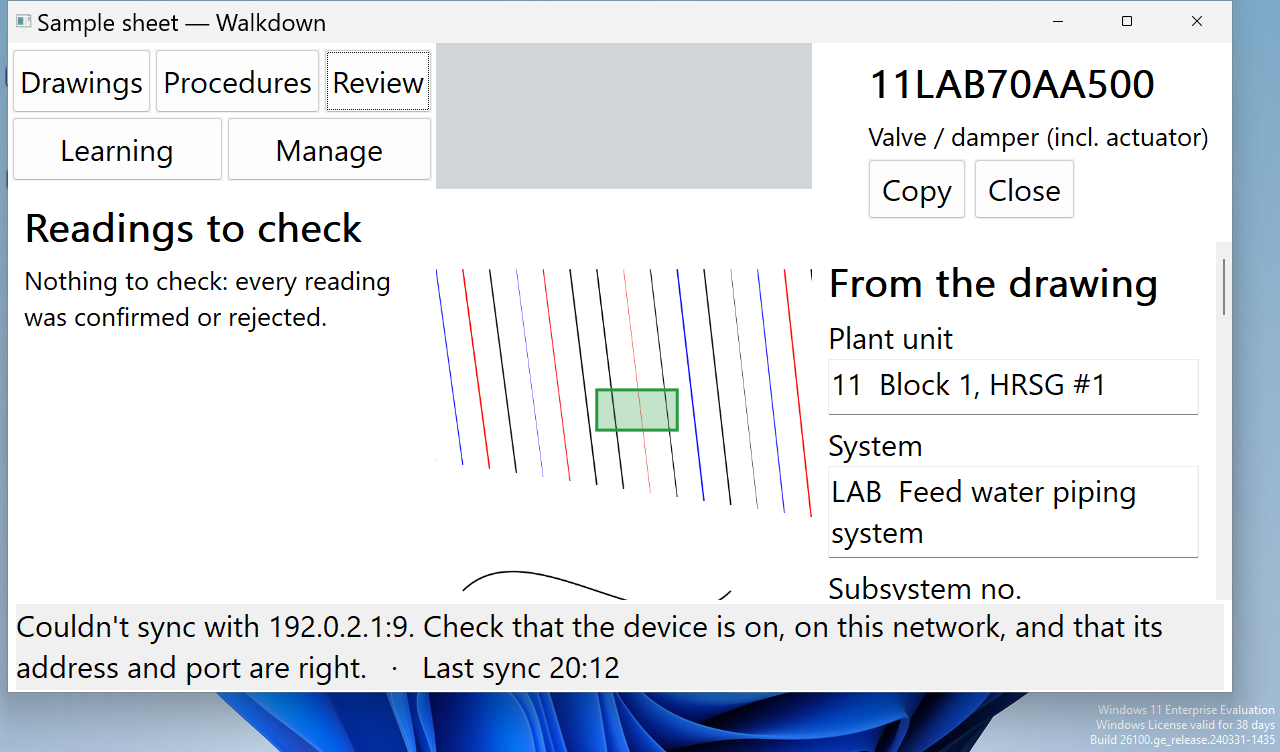 Sample sheet — Walkdown
Drawings
Procedures
Review
Learning
Manage
Readings to check
Nothing to check: every reading
was confirmed or rejected.
11LAB70AA500
Valve / damper (incl. actuator)
Copy
Close
From the drawing
Plant unit
11  Block 1, HRSG #1
System
LAB  Feed water piping
system
Subsystem no.
Couldn't sync with 192.0.2.1:9. Check that the device is on, on this network, and that its
address and port are right.   ·   Last sync 20:12
Windows 11 Enterprise Evaluation
Windows License valid for 38 days
Build 26100.ge_release.240331-1435